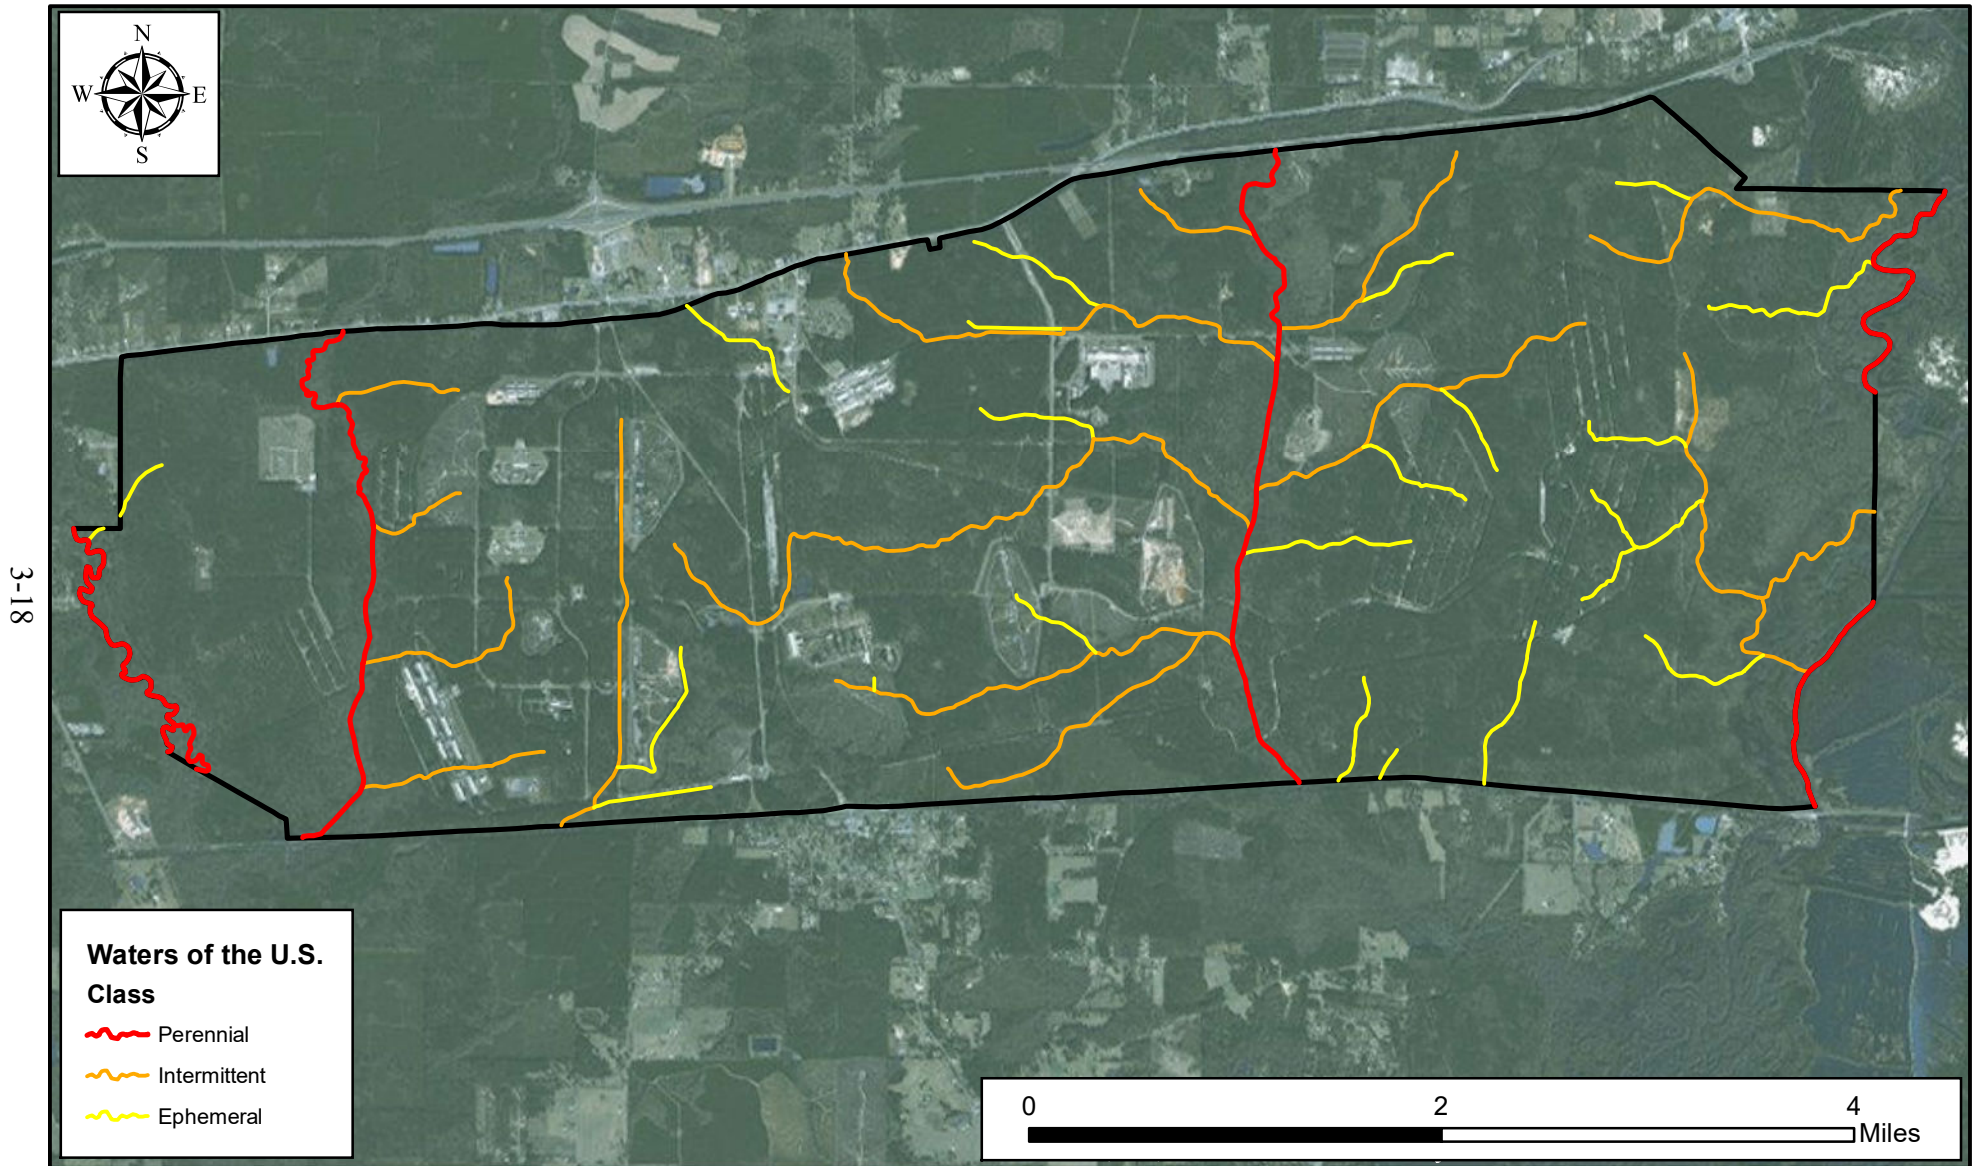 N
W E
S
3-18
Waters of the U.S.
Class
Perennial
Intermittent
Ephemeral
0 2 4
Miles